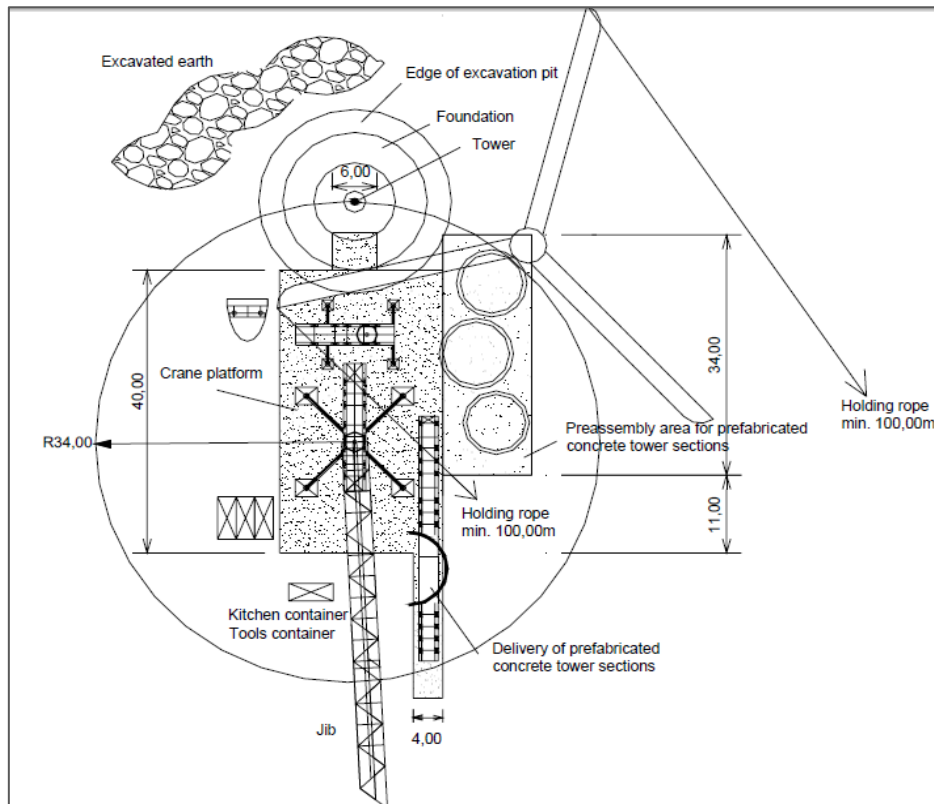 Excavated earth
Edge of excavation pit
Foundation
Tower
6,00
Crane platform
40,00
34,00
R34,00
Holding rope
min. 100,00m
Preassembly area for prefabricated
concrete tower sections
Holding rope
min. 100,00m
11,00
Kitchen container
Tools container
Delivery of prefabricated
concrete tower sections
Jib
4,00